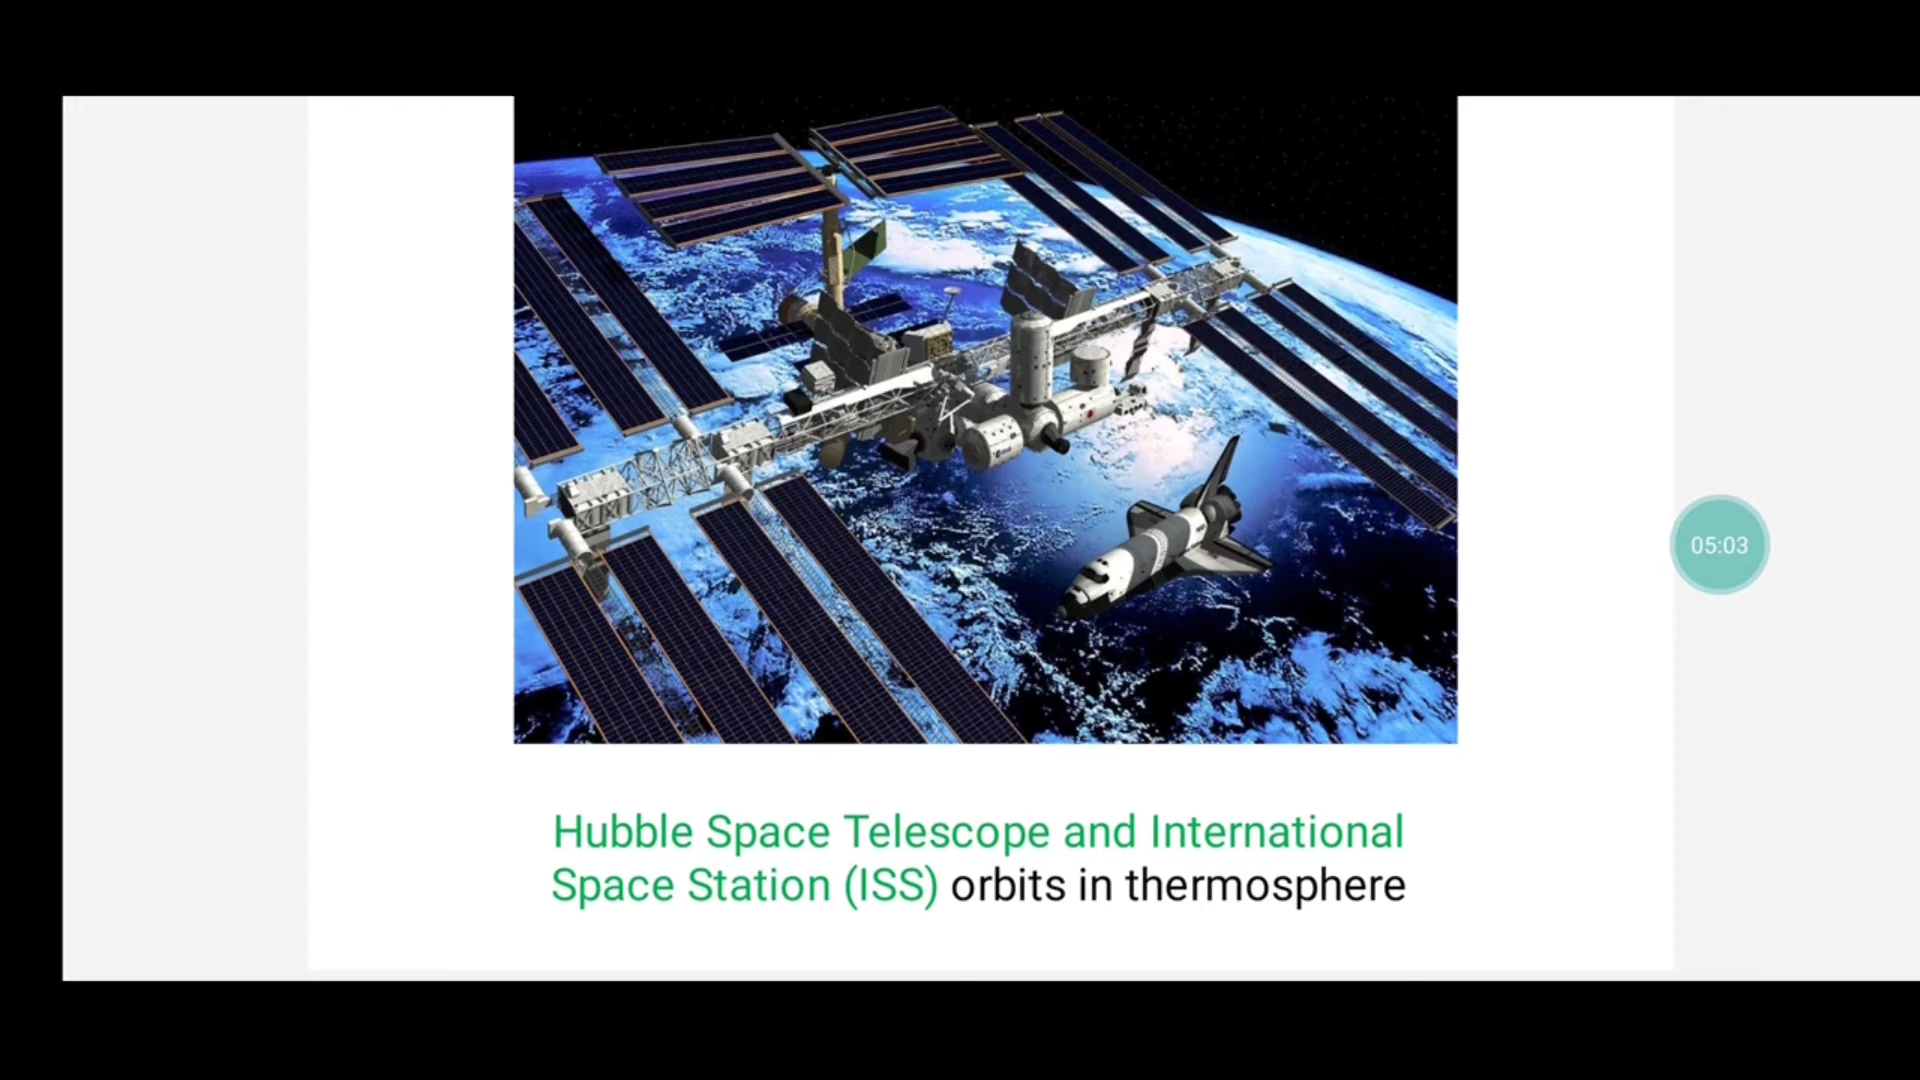 05:03
Hubble Space Telescope and International
Space Station (ISS) orbits in thermosphere